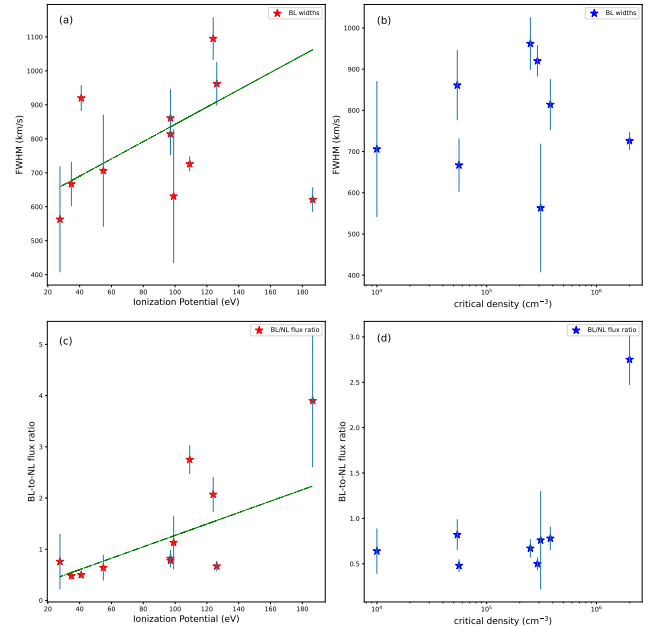 (a)
BL widths
1100
1000
900
800
700
600
500
400
FWHM (km/s)
20 40 60 80 100 120 140 160 180 200
Ionization Potential (eV)
(b)
BL widths
1000
900
800
700
600
500
400
FWHM (km/s)
10⁴ 10⁵ 10⁶
critical density (cm⁻³)
(c)
BL/NL flux ratio
5
4
3
2
1
0
BL-to-NL flux ratio
20 40 60 80 100 120 140 160 180 200
Ionization Potential (eV)
(d)
BL/NL flux ratio
3.0
2.5
2.0
1.5
1.0
0.5
0.0
BL-to-NL flux ratio
10⁴ 10⁵ 10⁶
critical density (cm⁻³)